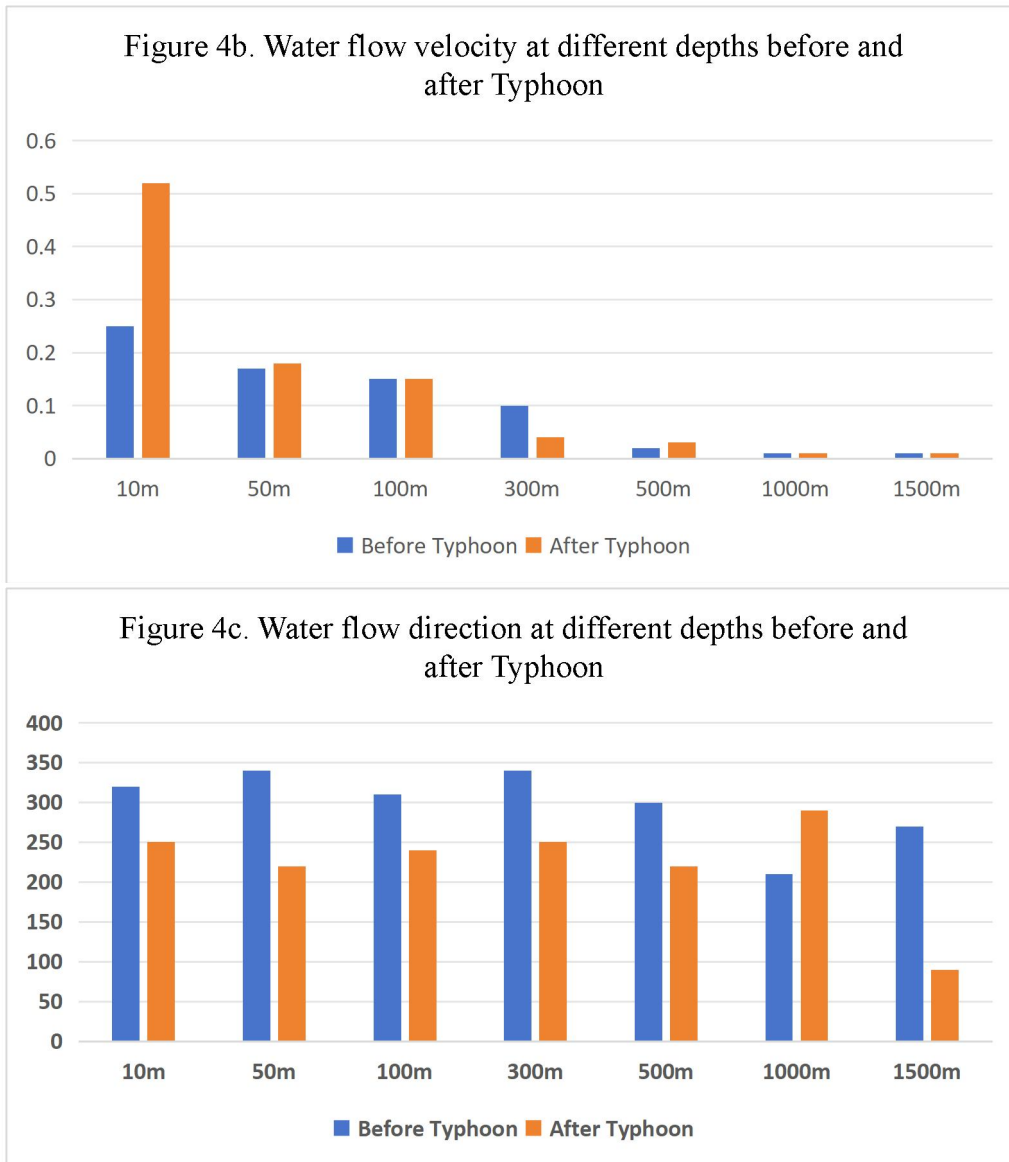 Figure 4b. Water flow velocity at different depths before and
after Typhoon
0.6
0.5
0.4
0.3
0.2
0.1
0
10m 50m 100m 300m 500m 1000m 1500m
Before Typhoon After Typhoon
Figure 4c. Water flow direction at different depths before and
after Typhoon
400
350
300
250
200
150
100
50
0
10m 50m 100m 300m 500m 1000m 1500m
Before Typhoon After Typhoon